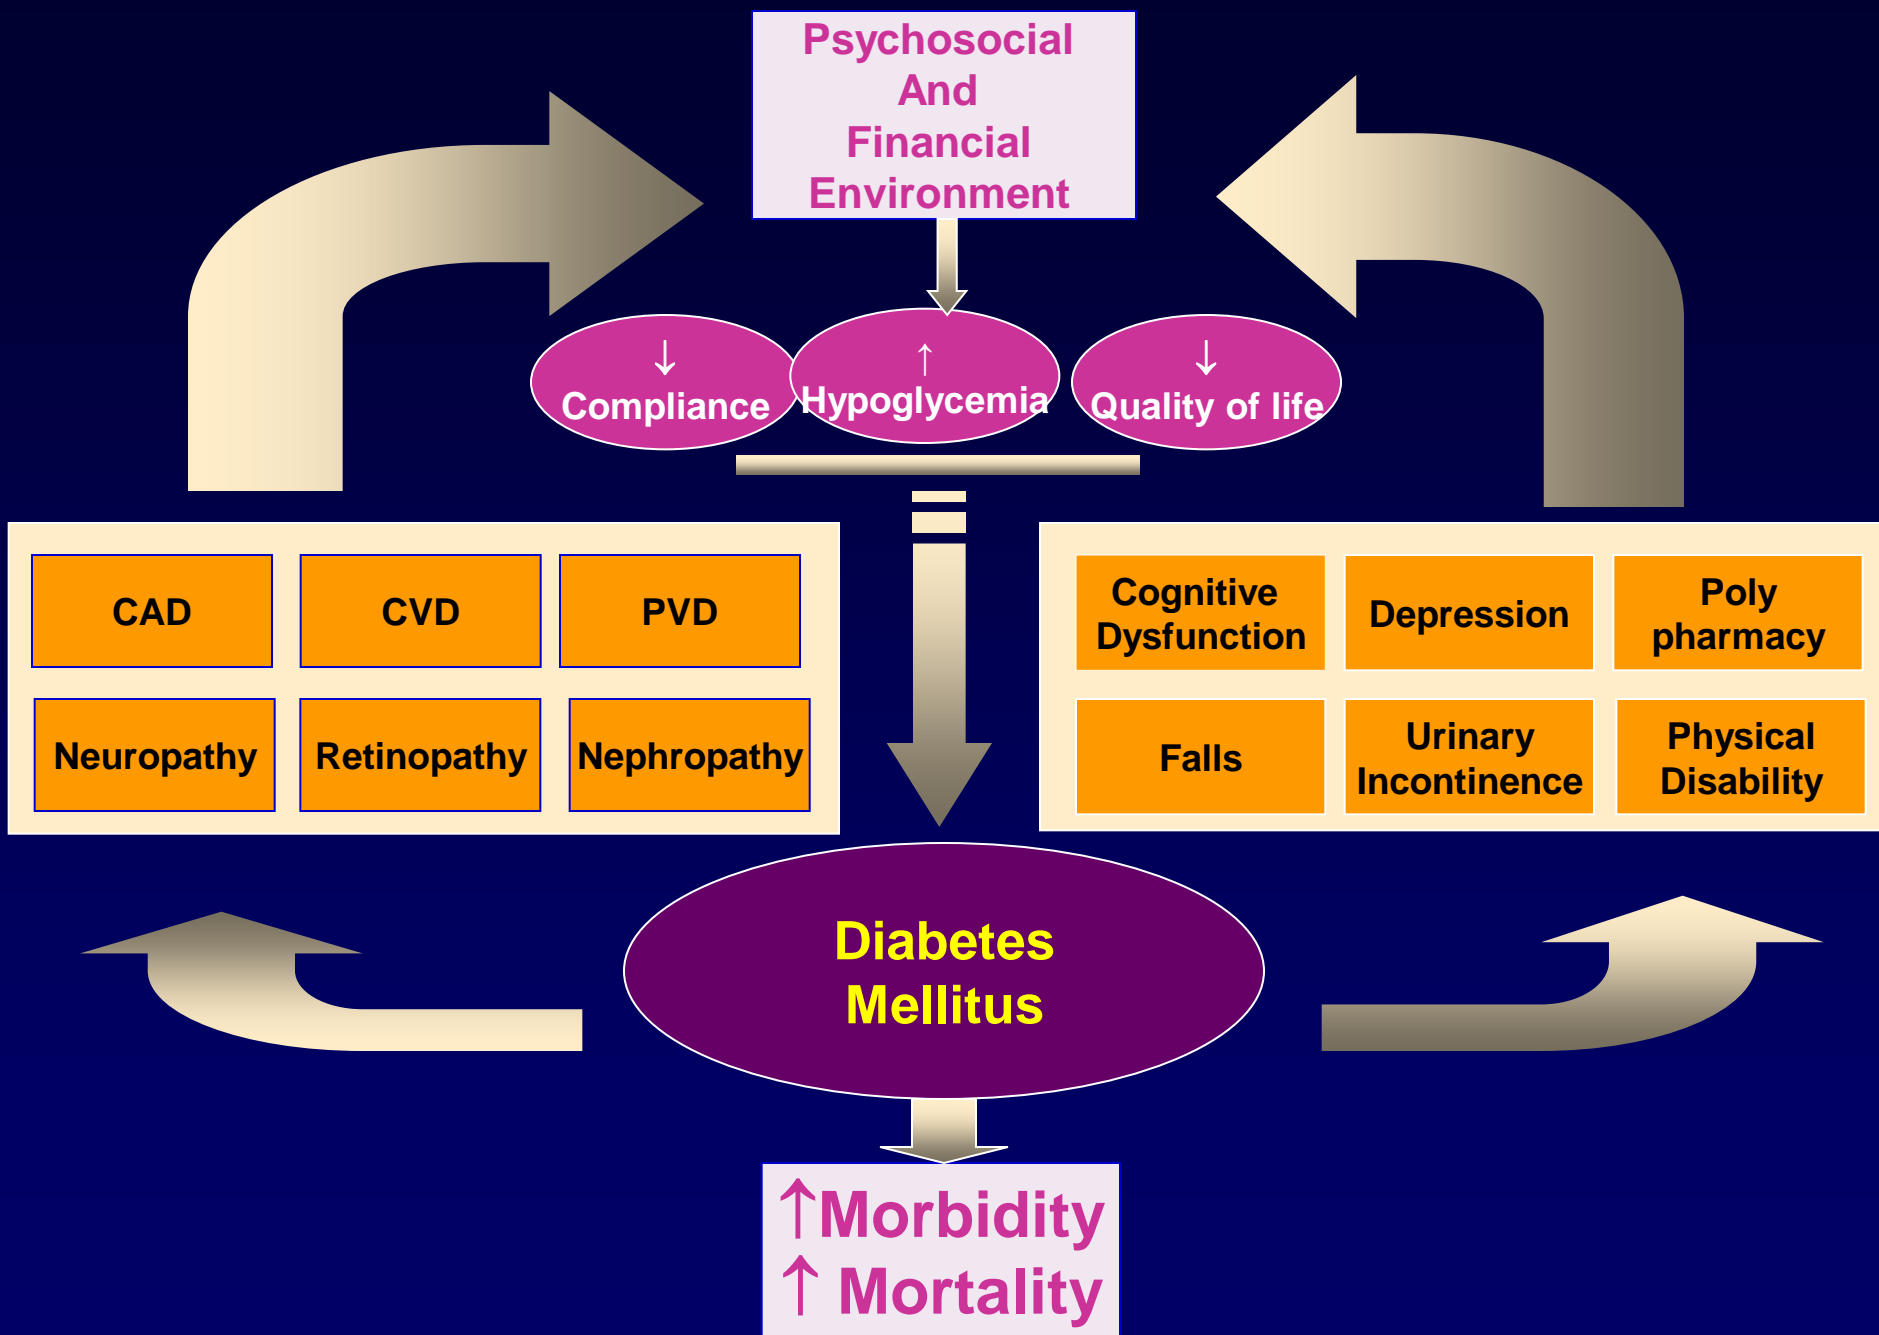 Psychosocial
And
Financial
Environment
↓
Compliance
↑
Hypoglycemia
↓
Quality of life
CAD
CVD
PVD
Neuropathy
Retinopathy
Nephropathy
Cognitive
Dysfunction
Depression
Poly
pharmacy
Falls
Urinary
Incontinence
Physical
Disability
Diabetes
Mellitus
↑Morbidity
↑ Mortality